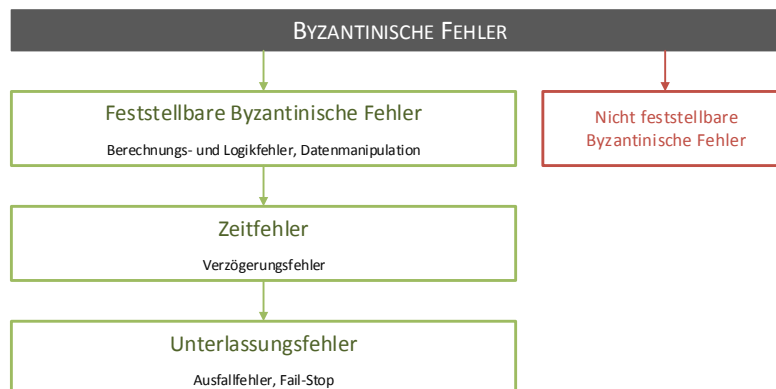 BYZANTINISCHE FEHLER
Feststellbare Byzantinische Fehler
Berechnungs- und Logikfehler, Datenmanipulation
Nicht feststellbare
Byzantinische Fehler
Zeitfehler
Verzögerungsfehler
Unterlassungsfehler
Ausfallfehler, Fail-Stop